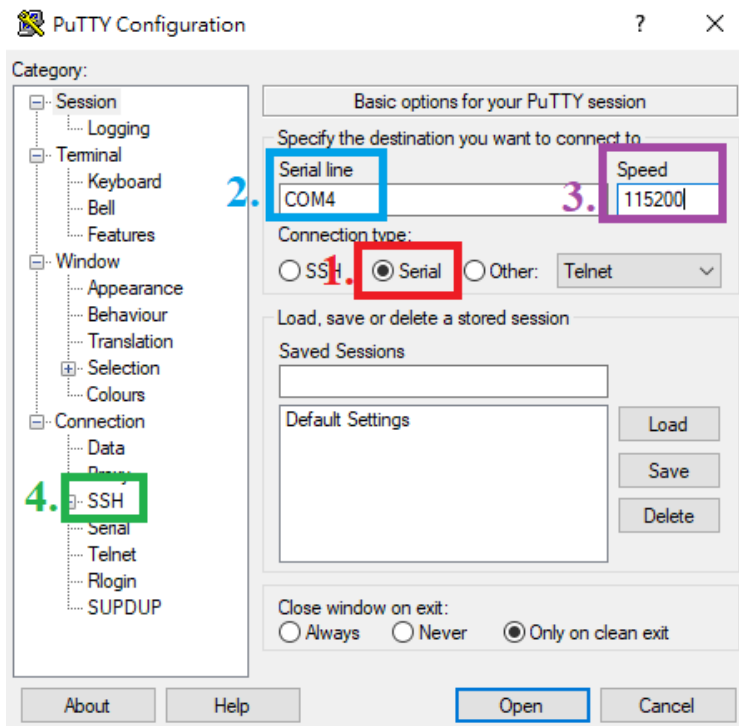 PuTTY Configuration
? ×
Category:
Session
Logging
Terminal
Keyboard
Bell
Features
Window
Appearance
Behaviour
Translation
Selection
Colours
Connection
Data
Proxy
4. SSH
Serial
Telnet
Rlogin
SUPDUP
Basic options for your PuTTY session
Specify the destination you want to connect to
Serial line Speed
2. COM4 3. 115200
Connection type:
SSH 1. Serial Other: Telnet
Load, save or delete a stored session
Saved Sessions
Default Settings
Load
Save
Delete
Close window on exit:
Always Never Only on clean exit
About Help Open Cancel